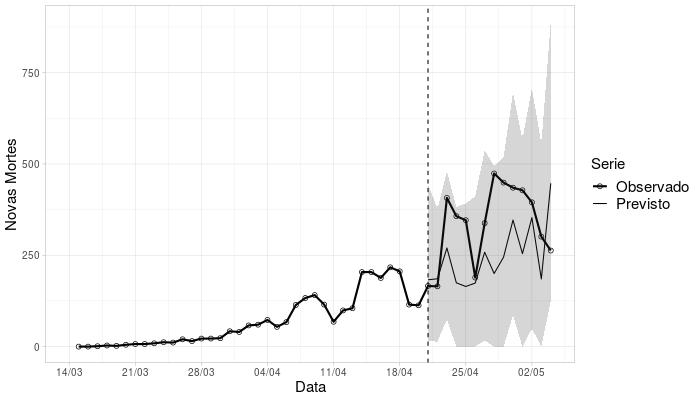 750
500
250
0
Novas Mortes
14/03
21/03
28/03
04/04
11/04
18/04
25/04
02/05
Data
Serie
Observado
Previsto